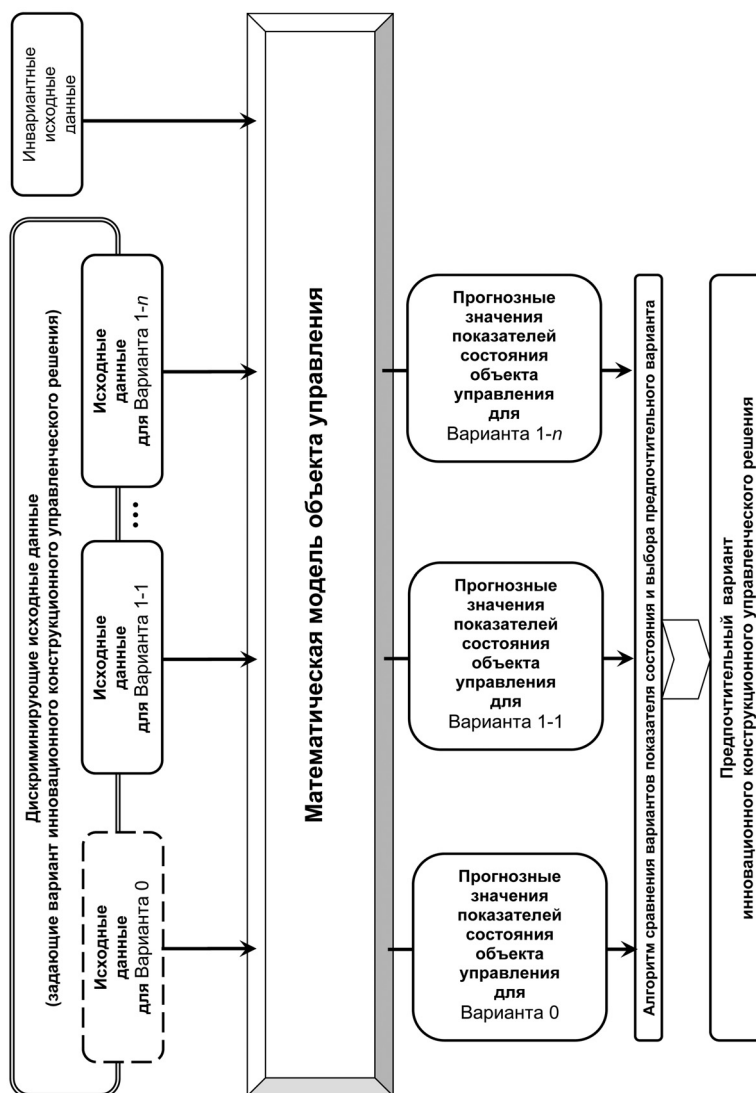 Дискриминирующие исходные данные
(задающие вариант инновационного конструкционного управленческого решения)
Исходные
данные
для Варианта 0
Исходные
данные
для Варианта 1-1
...
Исходные
данные
для Варианта 1-n
Инвариантные
исходные
данные
Математическая модель объекта управления
Прогнозные
значения
показателей
состояния
объекта
управления
для
Варианта 0
Прогнозные
значения
показателей
состояния
объекта
управления
для
Варианта 1-1
Прогнозные
значения
показателей
состояния
объекта
управления
для
Варианта 1-n
Алгоритм сравнения вариантов показателя состояния и выбора предпочтительного варианта
Предпочтительный вариант
инновационного конструкционного управленческого решения